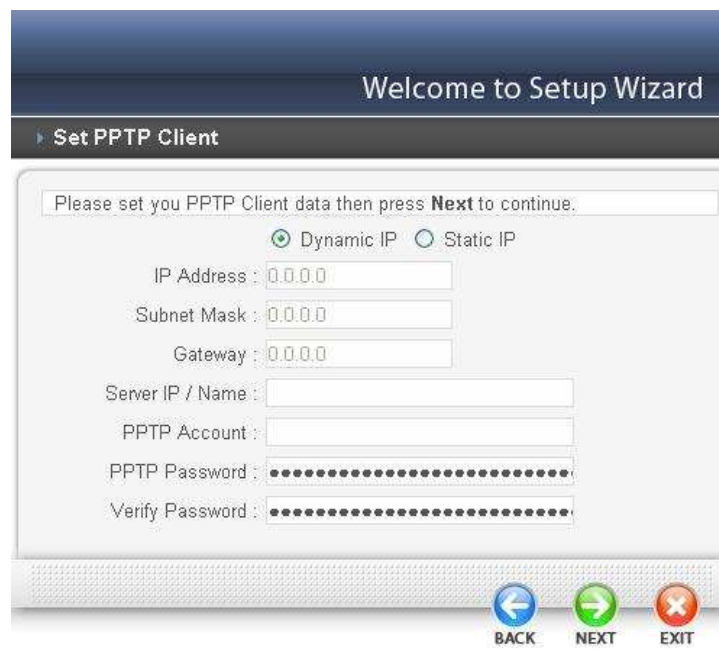 Welcome to Setup Wizard
Set PPTP Client
Please set you PPTP Client data then press Next to continue.
Dynamic IP Static IP
IP Address : 0.0.0.0
Subnet Mask : 0.0.0.0
Gateway : 0.0.0.0
Server IP / Name :
PPTP Account :
PPTP Password : ●●●●●●●●●●●●●●●●●●●●●●●●●●●
Verify Password : ●●●●●●●●●●●●●●●●●●●●●●●●●●●
BACK NEXT EXIT